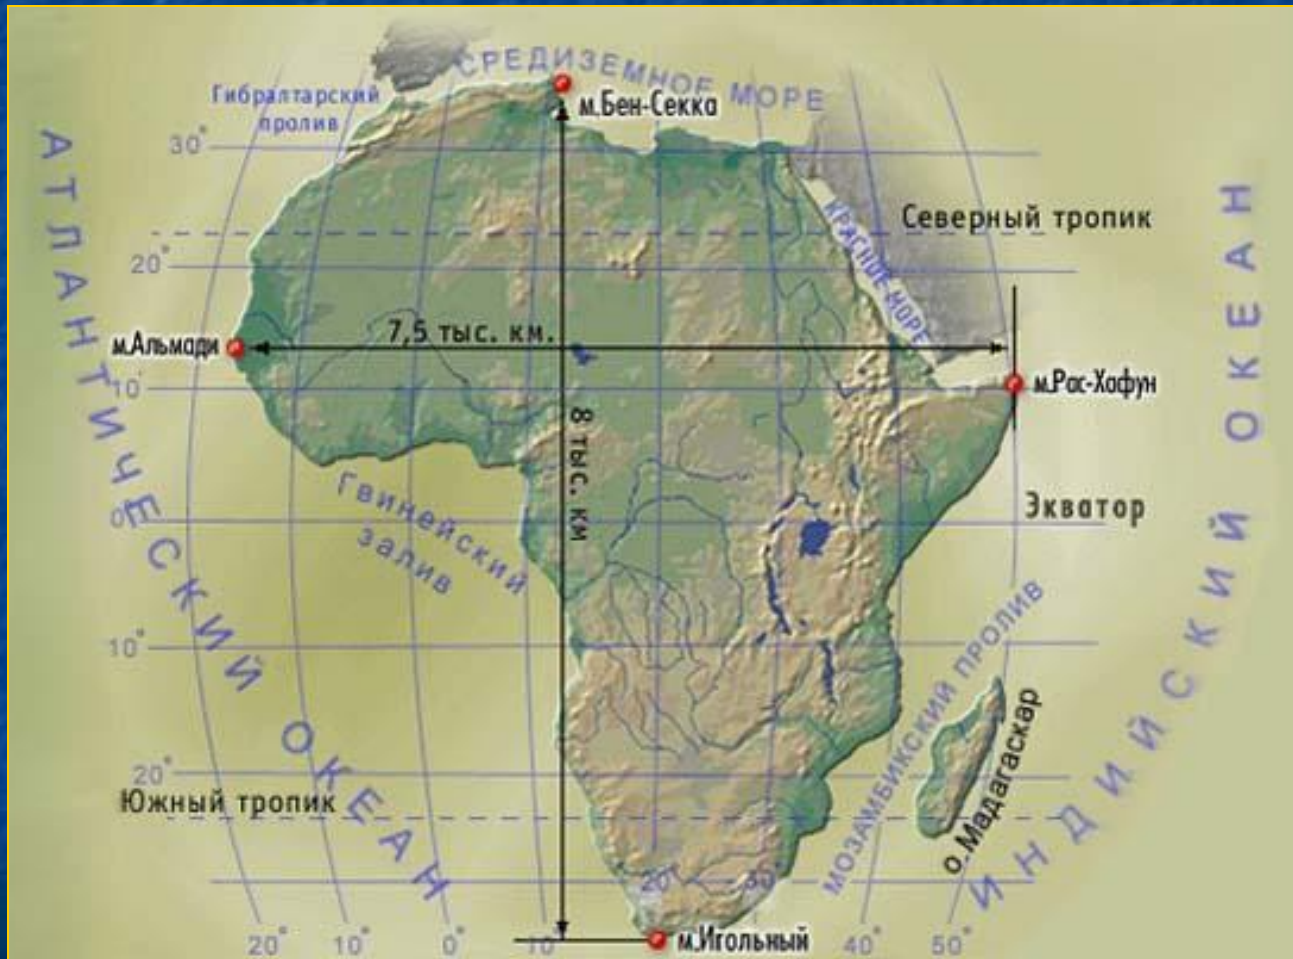 СРЕДИЗЕМНОЕ МОРЕ
Гибралтарский
пролив
м.Бен-Секка
30°
АТЛАНТИЧЕСКИЙ ОКЕАН
КРАСНОЕ МОРЕ
Северный тропик
20°
м.Альмади
7,5 тыс. км.
м.Рас-Хафун
10°
8 тыс. км
Гвинейский
залив
0°
Экватор
ИНДИЙСКИЙ ОКЕАН
10°
МОЗАМБИКСКИЙ ПРОЛИВ
о.Мадагаскар
20°
Южный тропик
20°
30°
м.Игольный
20°
10°
0°
10°
40°
50°